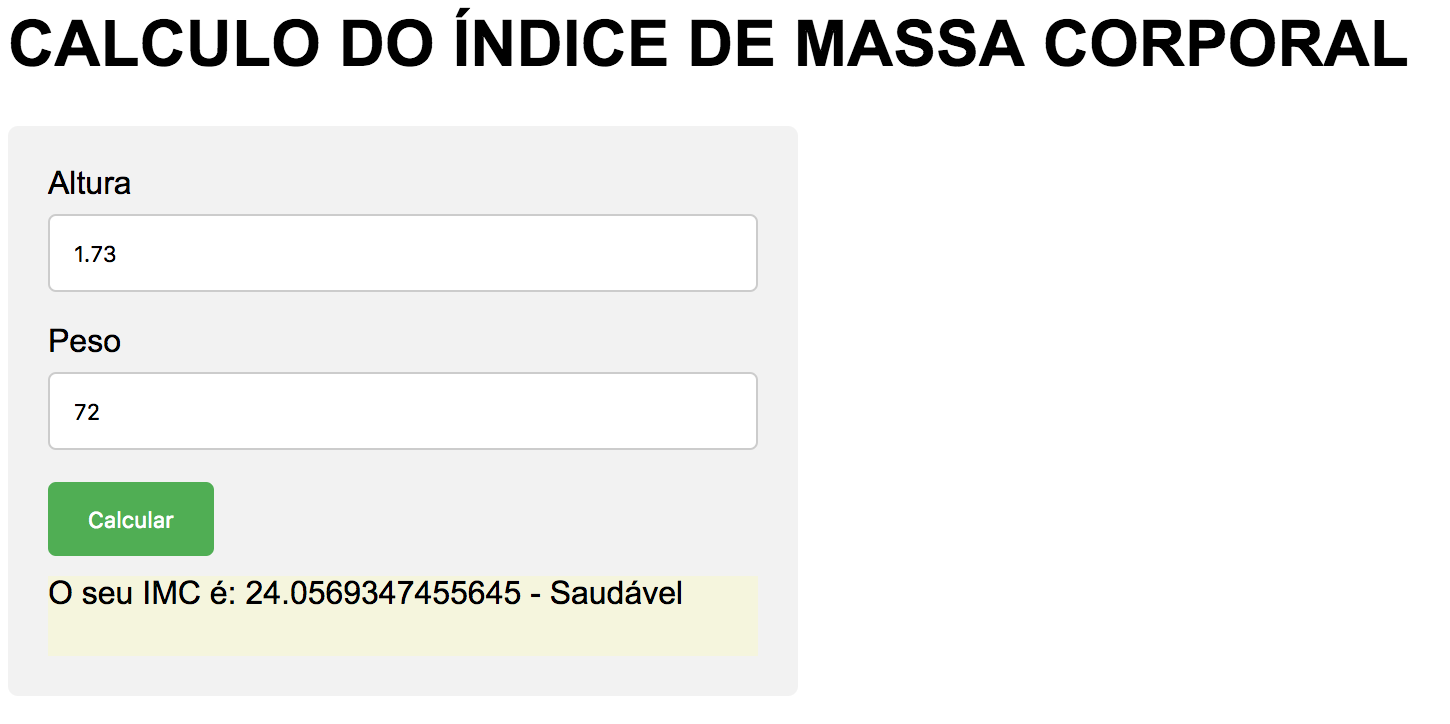 CALCULO DO ÍNDICE DE MASSA CORPORAL
Altura
1.73
Peso
72
Calcular
O seu IMC é: 24.0569347455645 - Saudável